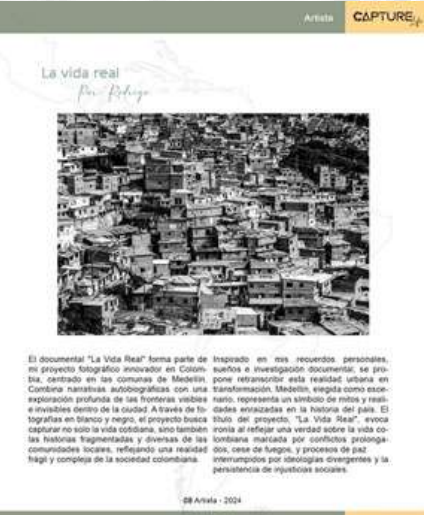 Artista
CAPTURE
La vida real
Por Rodrigo
El documental "La Vida Real" forma parte de
mi proyecto fotográfico innovador en Colom-
bia, centrado en las comunas de Medellín.
Combina narrativas autobiográficas con una
exploración profunda de las fronteras visibles
e invisibles dentro de la ciudad. A través de fo-
tografías en blanco y negro, el proyecto busca
capturar no solo la vida cotidiana, sino también
las historias fragmentadas y diversas de las
comunidades locales, reflejando una realidad
frágil y compleja de la sociedad colombiana.
Inspirado en mis recuerdos personales,
sueños e investigación documental, se pro-
pone retranscribir esta realidad urbana en
transformación. Medellín, elegida como esce-
nario, representa un símbolo de mitos y reali-
dades enraizadas en la historia del país. El
título del proyecto, "La Vida Real", evoca
ironía al reflejar una verdad sobre la vida co-
lombiana marcada por conflictos prolonga-
dos, cese de fuegos, y procesos de paz
interrumpidos por ideologías divergentes y la
persistencia de injusticias sociales.
08 Artista - 2024